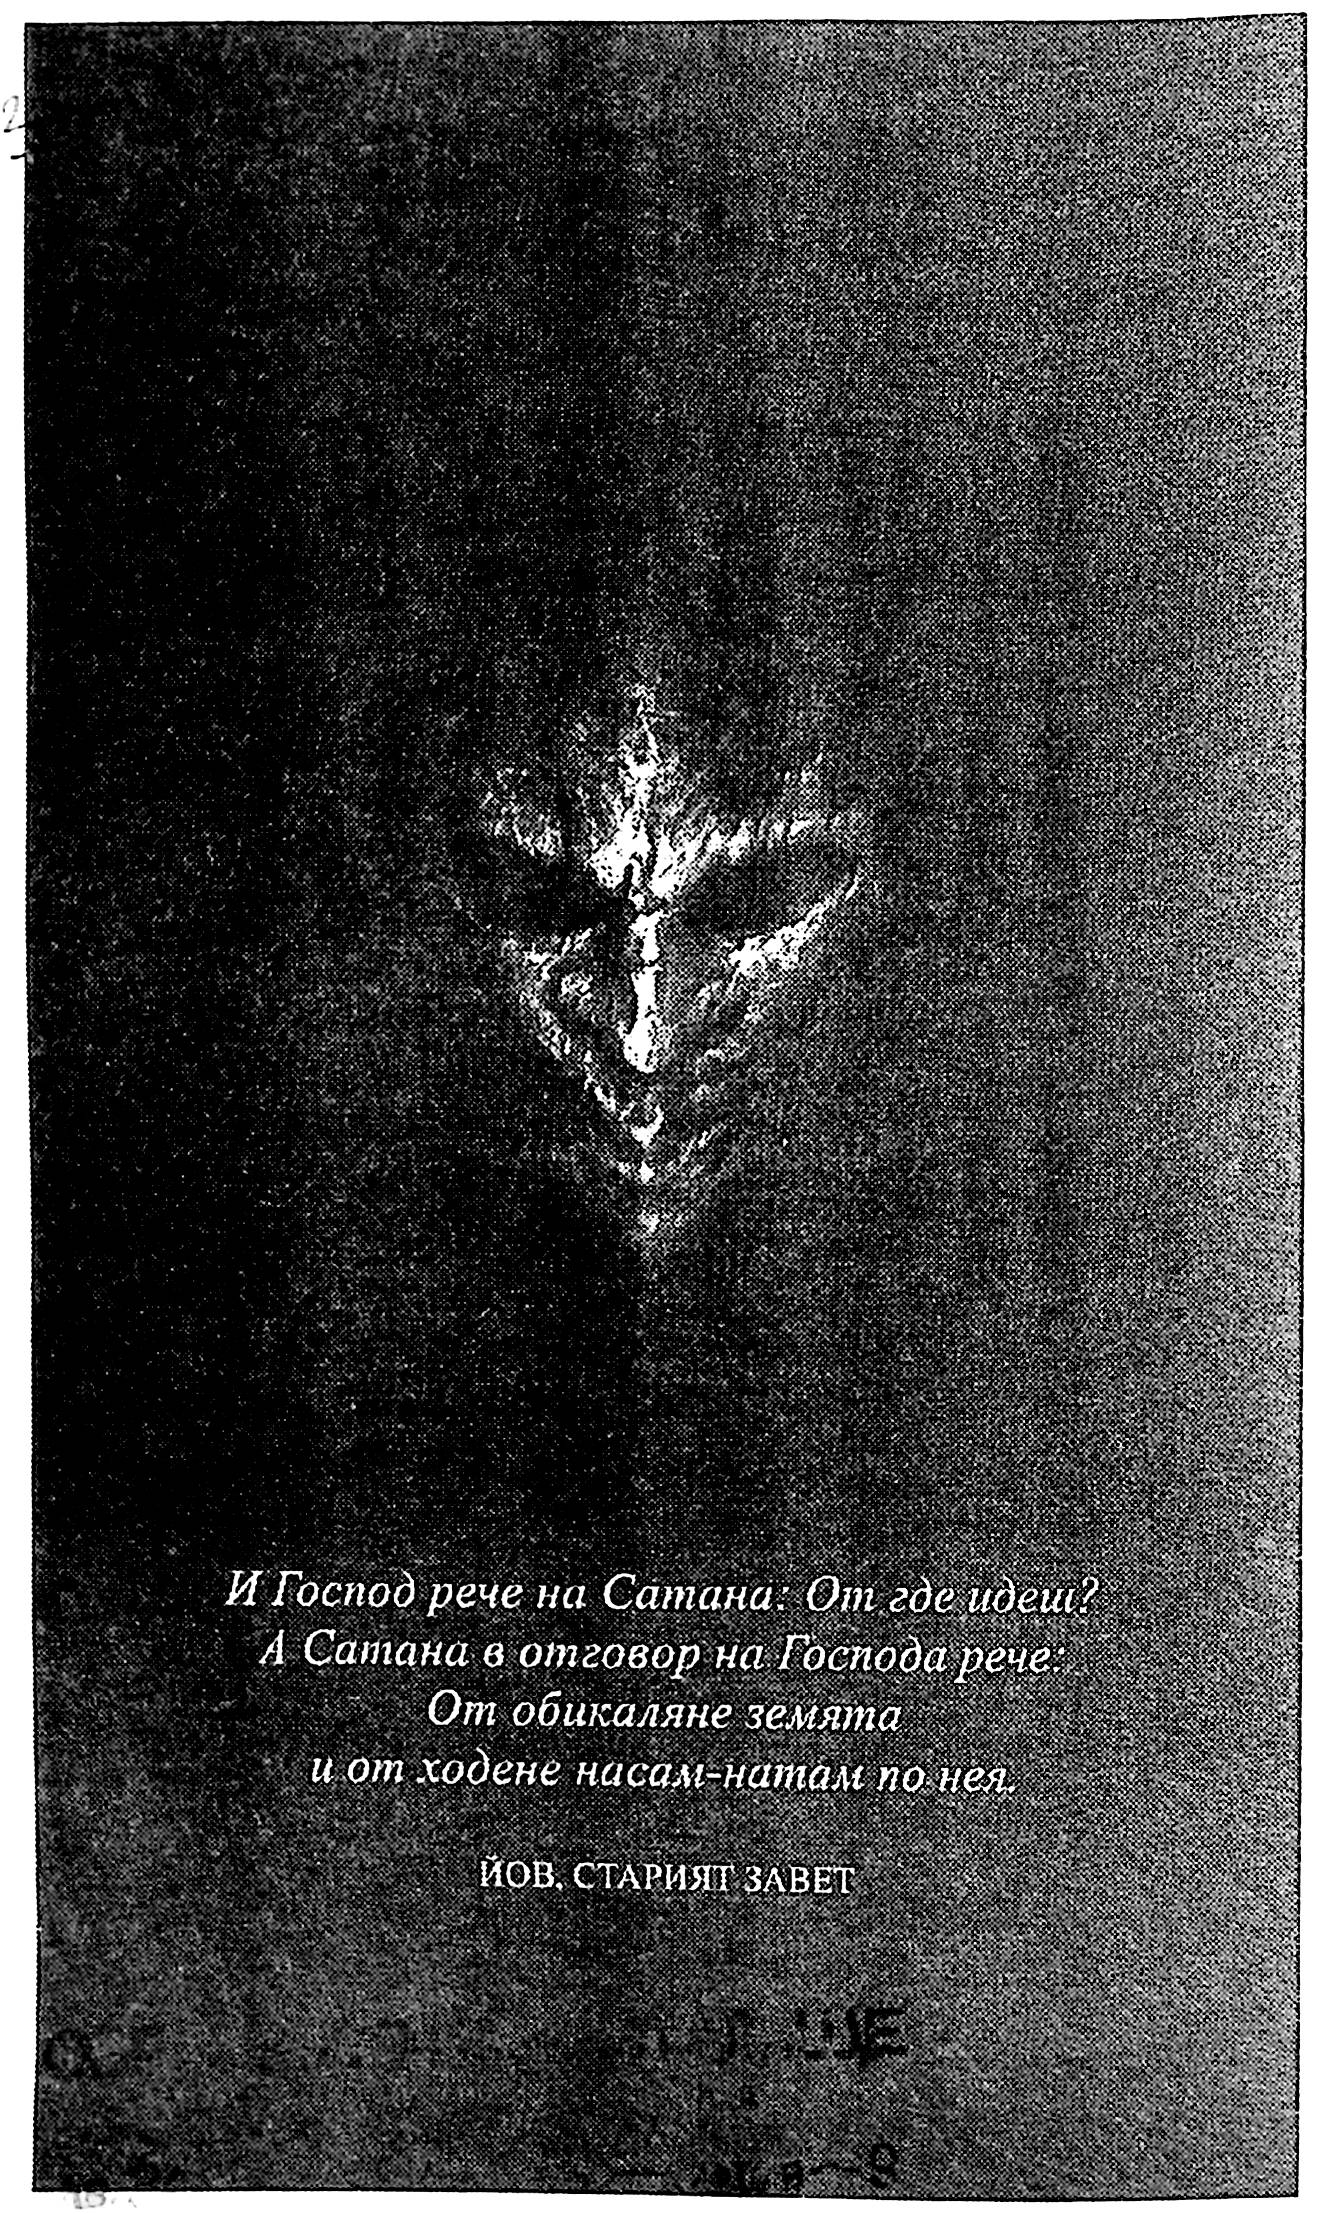 И Господ рече на Сатана: От где идеш?
А Сатана в отговор на Господа рече:
От обикаляне земята
и от ходене насам-натам по нея.
ЙОВ, СТАРИЯТ ЗАВЕТ